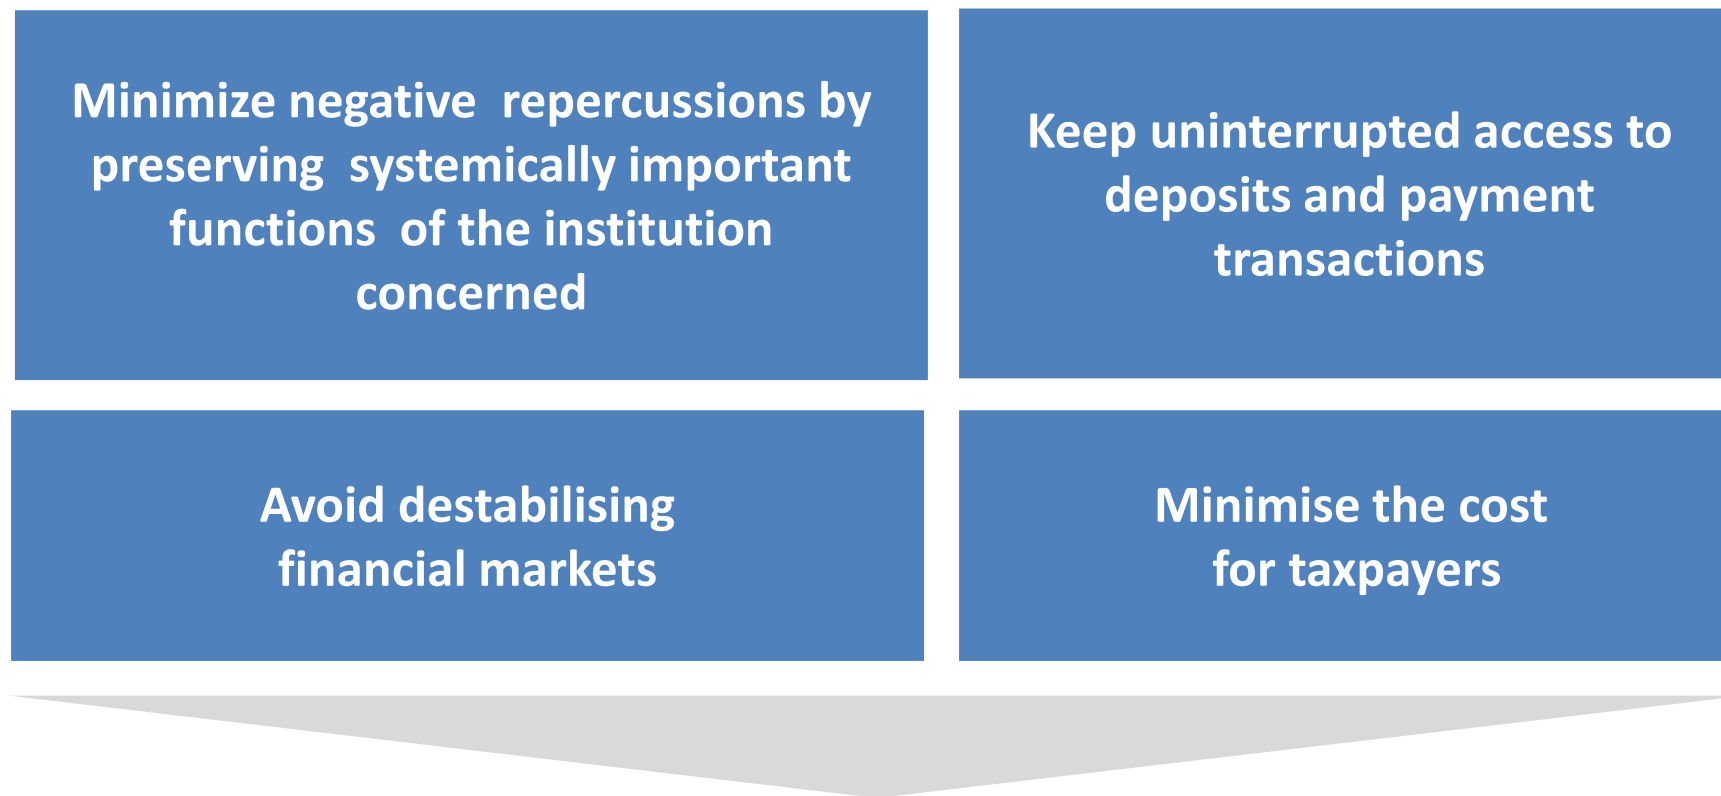 Minimize negative  repercussions by
preserving  systemically important
functions  of the institution
concerned
Keep uninterrupted access to
deposits and payment
transactions
Avoid destabilising
financial markets
Minimise the cost
for taxpayers